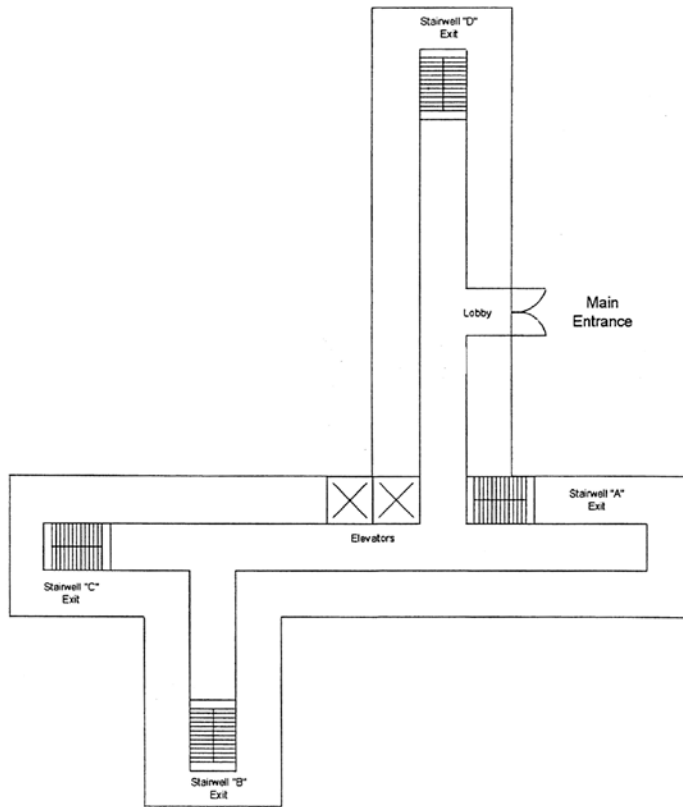 Stairwell "D"
Exit
Lobby
Main
Entrance
Stairwell "A"
Exit
Elevators
Stairwell "C"
Exit
Stairwell "B"
Exit